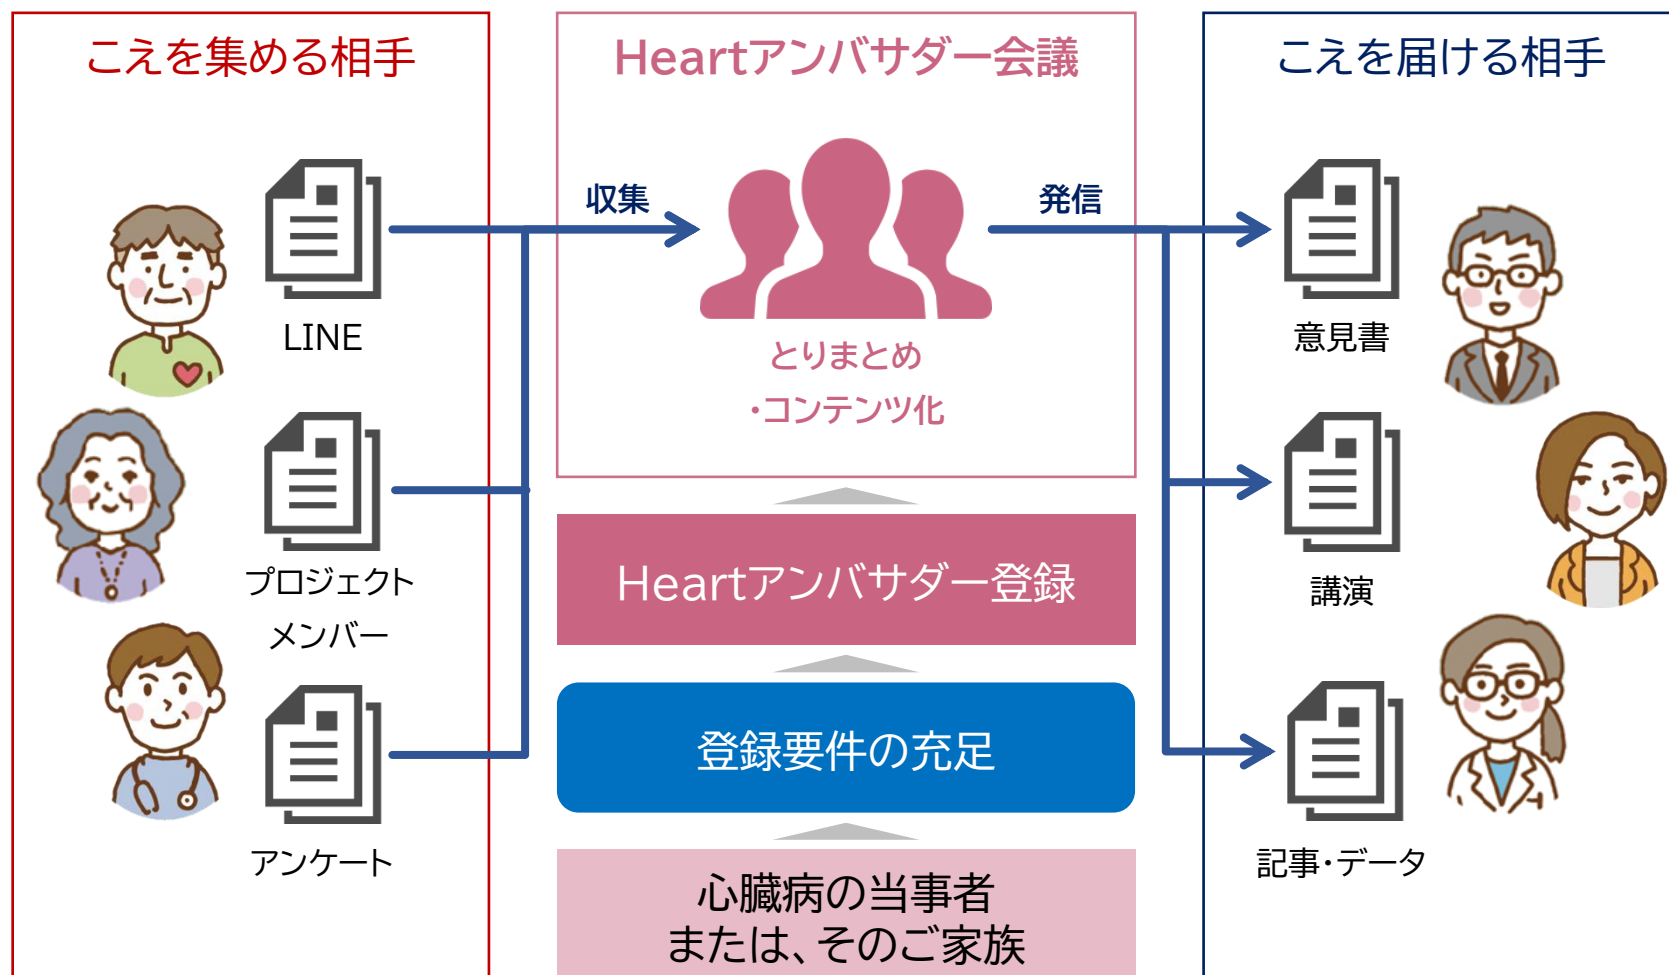 こえを集める相手
LINE
プロジェクト
メンバー
アンケート
Heartアンバサダー会議
収集
発信
とりまとめ
・コンテンツ化
Heartアンバサダー登録
登録要件の充足
心臓病の当事者
または、そのご家族
こえを届ける相手
意見書
講演
記事・データ